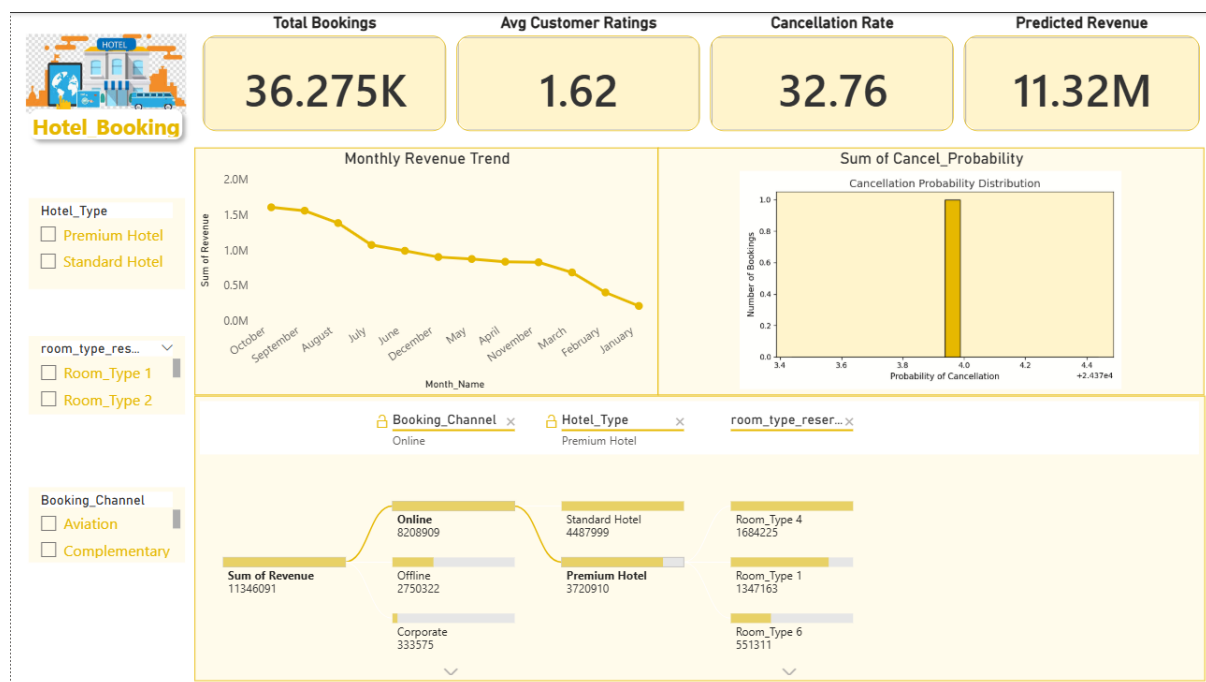 Total Bookings
Avg Customer Ratings
Cancellation Rate
Predicted Revenue
HOTEL
Hotel_Booking
36.275K
1.62
32.76
11.32M
Hotel_Type
Premium Hotel
Standard Hotel
room_type_res...
Room_Type 1
Room_Type 2
Booking_Channel
Aviation
Complementary
Monthly Revenue Trend
Sum of Revenue
2.0M
1.5M
1.0M
0.5M
0.0M
October
September
August
July
June
December
May
April
November
March
February
January
Month_Name
Sum of Cancel_Probability
Cancellation Probability Distribution
Number of Bookings
1.0
0.8
0.6
0.4
0.2
0.0
3.4
3.6
3.8
4.0
4.2
4.4
+2.437e4
Probability of Cancellation
Booking_Channel
Online
Hotel_Type
Premium Hotel
room_type_reser...
Sum of Revenue
11346091
Online
8208909
Offline
2750322
Corporate
333575
Standard Hotel
4487999
Premium Hotel
3720910
Room_Type 4
1684225
Room_Type 1
1347163
Room_Type 6
551311